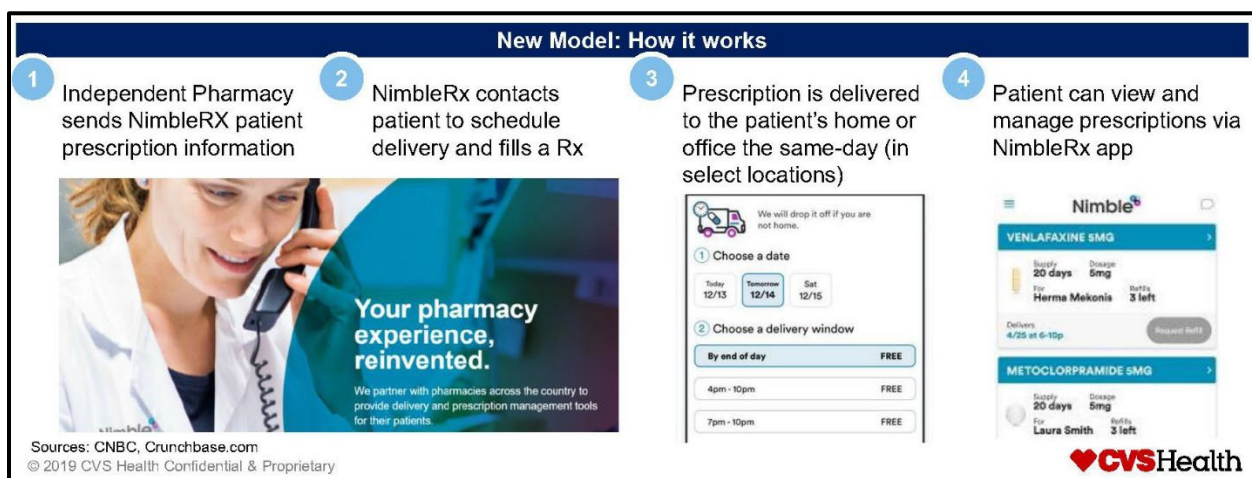 New Model: How it works
1
Independent Pharmacy
sends NimbleRX patient
prescription information
2
NimbleRx contacts
patient to schedule
delivery and fills a Rx
3
Prescription is delivered
to the patient's home or
office the same-day (in
select locations)
4
Patient can view and
manage prescriptions via
NimbleRx app
Your pharmacy
experience,
reinvented.
We partner with pharmacies across the country to
provide delivery and prescription management tools
for their patients.
We will drop it off if you are
not home.
1 Choose a date
Today Tomorrow Sat
12/13 12/14 12/15
2 Choose a delivery window
By end of day FREE
4pm - 10pm FREE
7pm - 10pm FREE
Nimble
VENLAFAXINE 5MG
Supply Dosage
20 days 5mg
For Refills
Herma Mekonis 3 left
Delivers
4/25 at 6-10p Request Refill
METOCLORPRAMIDE 5MG
Supply Dosage
20 days 5mg
For Refills
Laura Smith 3 left
Sources: CNBC, Crunchbase.com
© 2019 CVS Health Confidential & Proprietary
CVSHealth